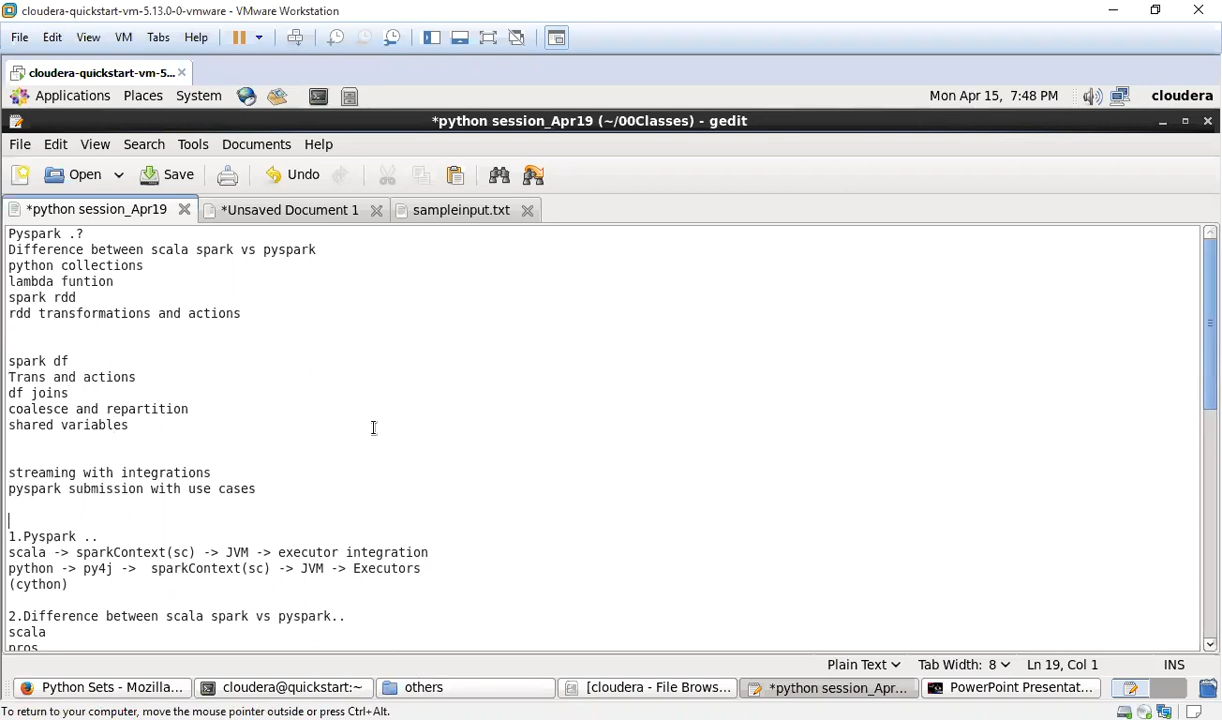 cloudera-quickstart-vm-5.13.0-0-vmware - VMware Workstation
File Edit View VM Tabs Help
cloudera-quickstart-vm-5...
Applications Places System Mon Apr 15, 7:48 PM cloudera
*python session_Apr19 (~/00Classes) - gedit
File Edit View Search Tools Documents Help
Open Save Undo
*python session_Apr19 *Unsaved Document 1 sampleinput.txt
Pyspark .?
Difference between scala spark vs pyspark
python collections
lambda funtion
spark rdd
rdd transformations and actions
spark df
Trans and actions
df joins
coalesce and repartition
shared variables
streaming with integrations
pyspark submission with use cases
1.Pyspark ..
scala -> sparkContext(sc) -> JVM -> executor integration
python -> py4j ->  sparkContext(sc) -> JVM -> Executors
(cython)
2.Difference between scala spark vs pyspark..
scala
pros
Plain Text Tab Width: 8 Ln 19, Col 1 INS
Python Sets - Mozilla... cloudera@quickstart:~ others [cloudera - File Brows... *python session_Apr... PowerPoint Presentat...
To return to your computer, move the mouse pointer outside or press Ctrl+Alt.